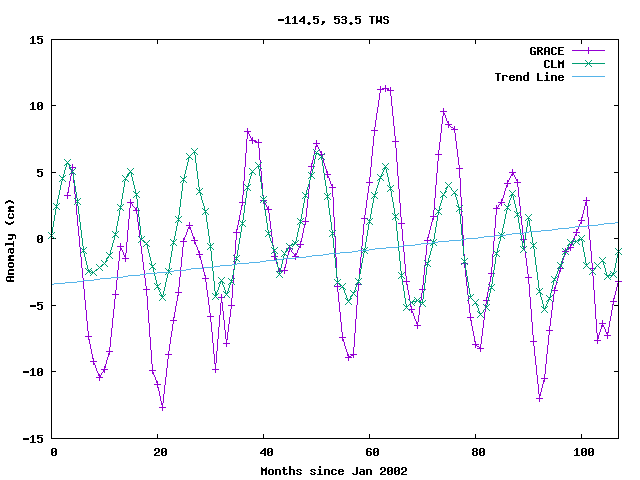 -114.5, 53.5 TWS
GRACE
CLM
Trend Line
15
10
5
0
-5
-10
-15
Anomaly (cm)
0 20 40 60 80 100
Months since Jan 2002